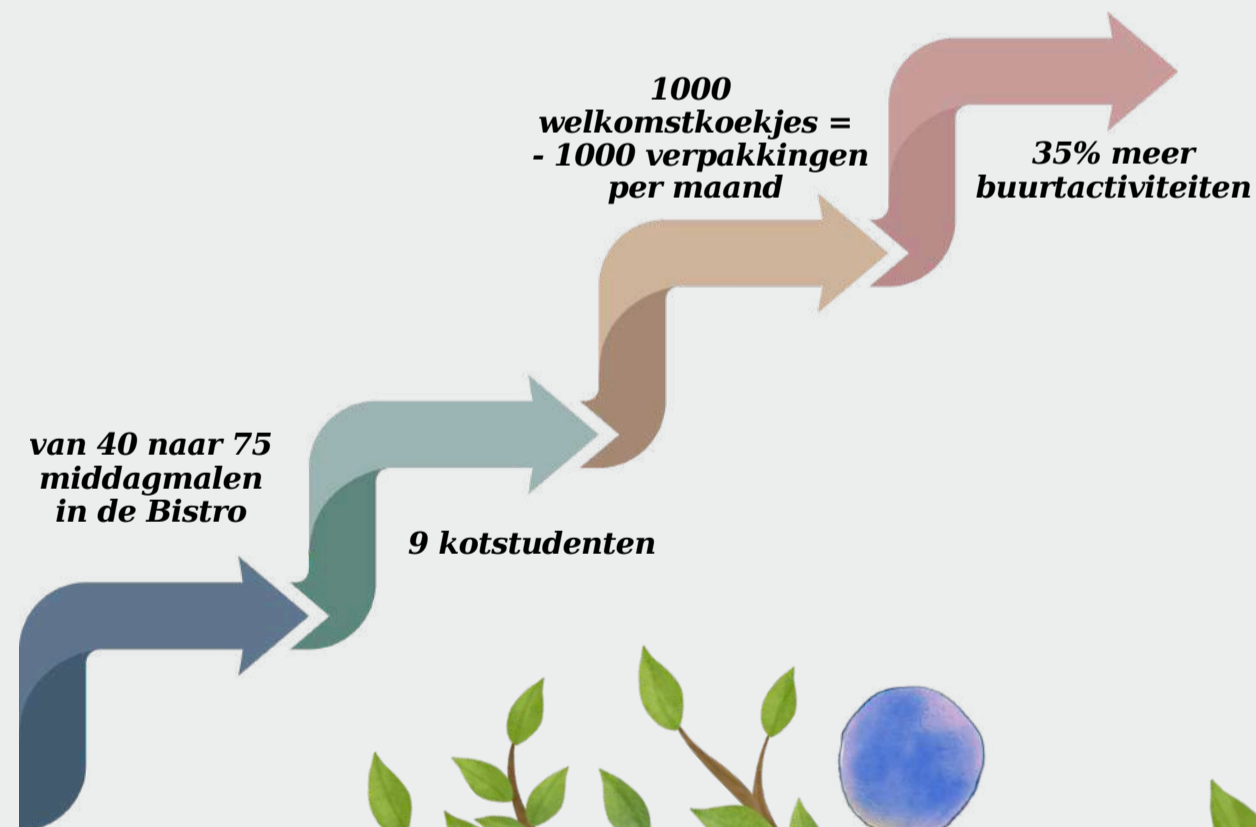 1000
welkomstkoekjes =
- 1000 verpakkingen
per maand
35% meer
buurtactiviteiten
van 40 naar 75
middagmalen
in de Bistro
9 kotstudenten